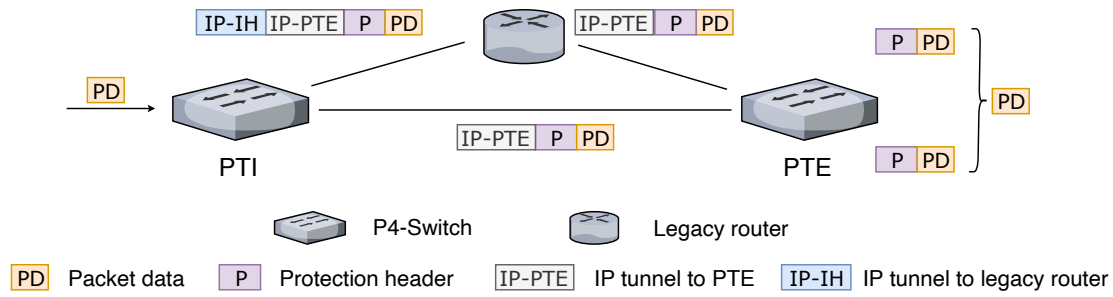 IP-IH IP-PTE P PD
IP-PTE P PD
P PD
PD
PD
IP-PTE P PD
P PD
PTI
PTE
P4-Switch
Legacy router
PD Packet data
P Protection header
IP-PTE IP tunnel to PTE
IP-IH IP tunnel to legacy router